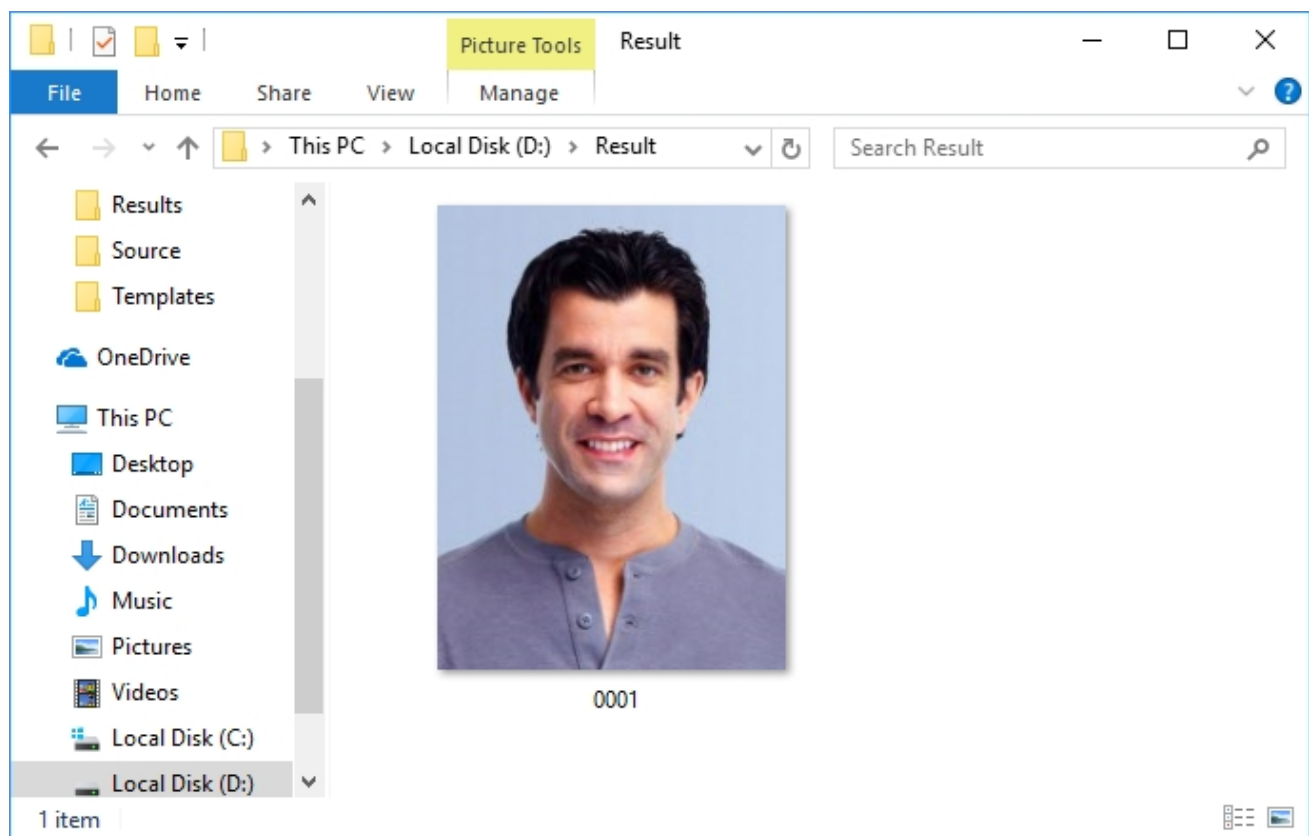 Picture Tools Result
File Home Share View Manage
This PC > Local Disk (D:) > Result Search Result
Results
Source
Templates
OneDrive
This PC
Desktop
Documents
Downloads
Music
Pictures
Videos
Local Disk (C:)
Local Disk (D:)
0001
1 item